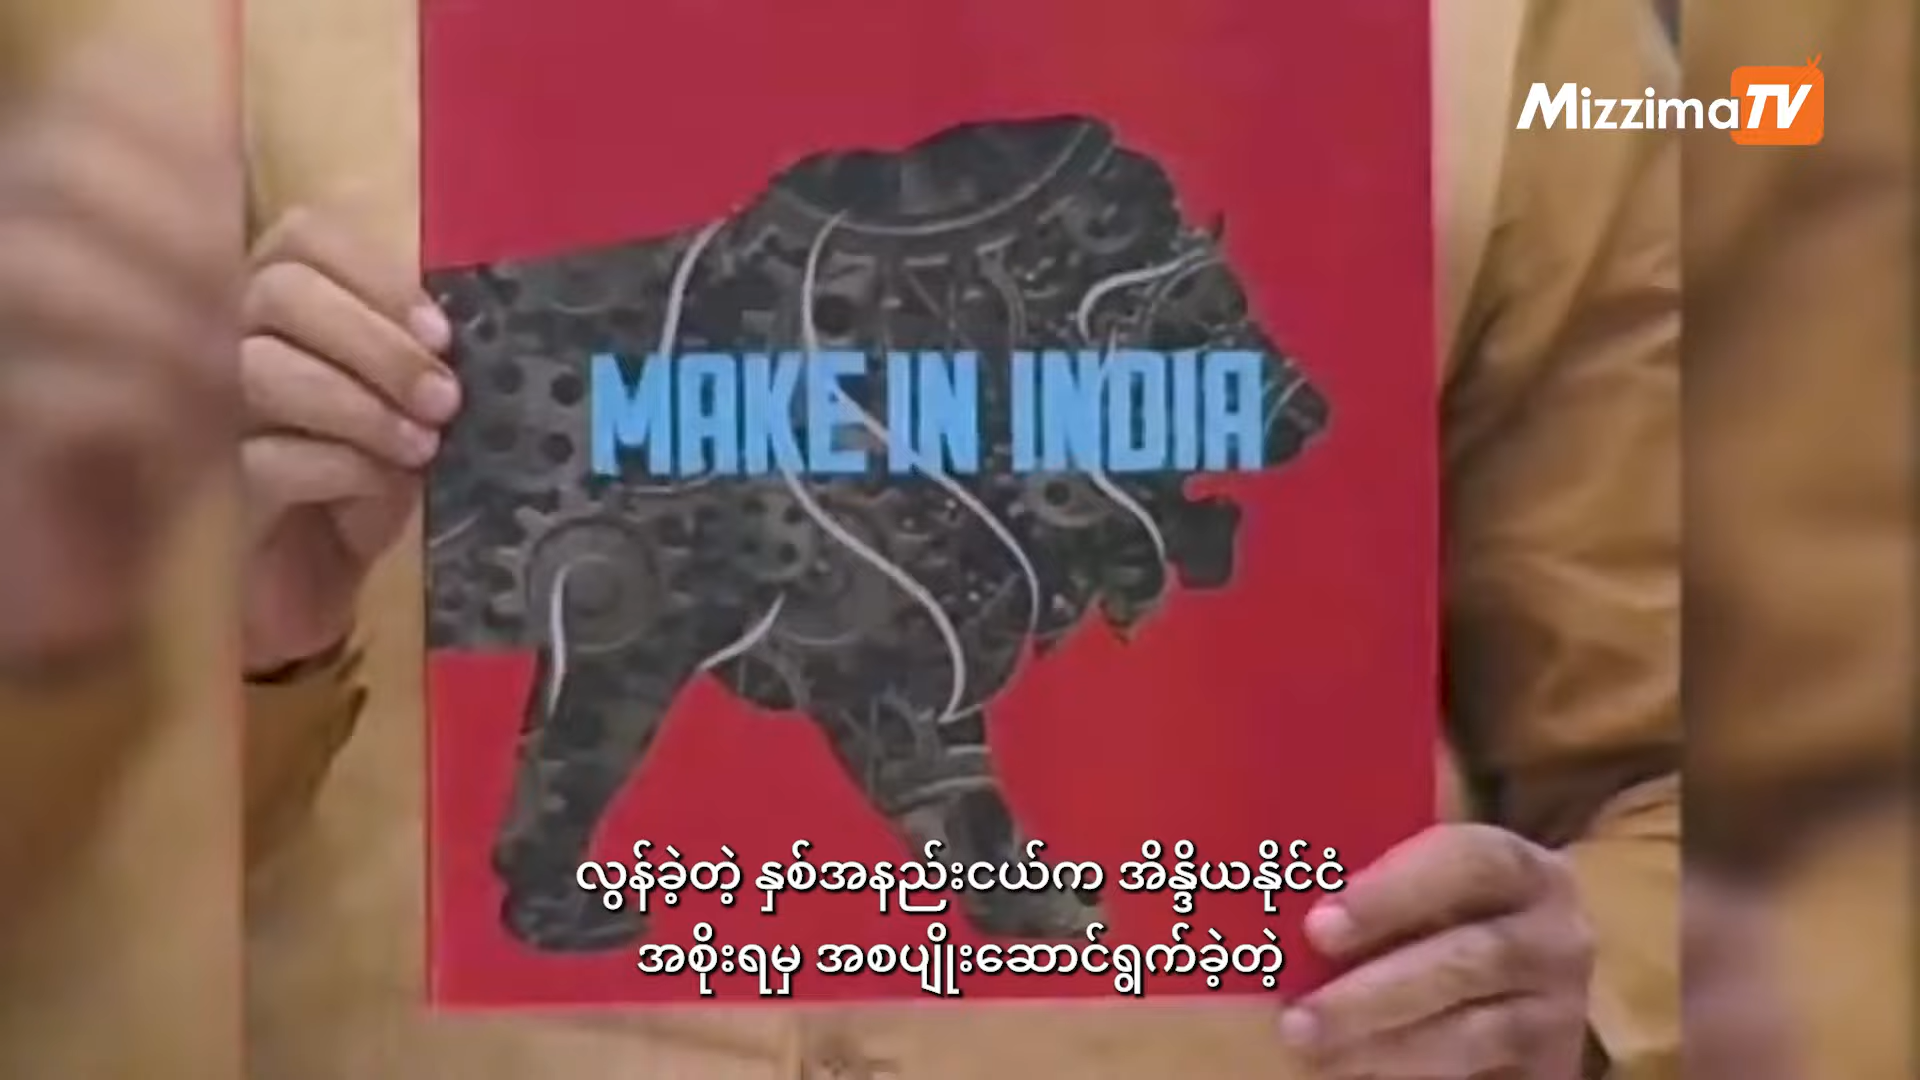 MizzimaTV
MAKE IN INDIA
လွန်ခဲ့တဲ့ နှစ်အနည်းငယ်က အိန္ဒိယနိုင်ငံ
အစိုးရမှ အစပျိုးဆောင်ရွက်ခဲ့တဲ့